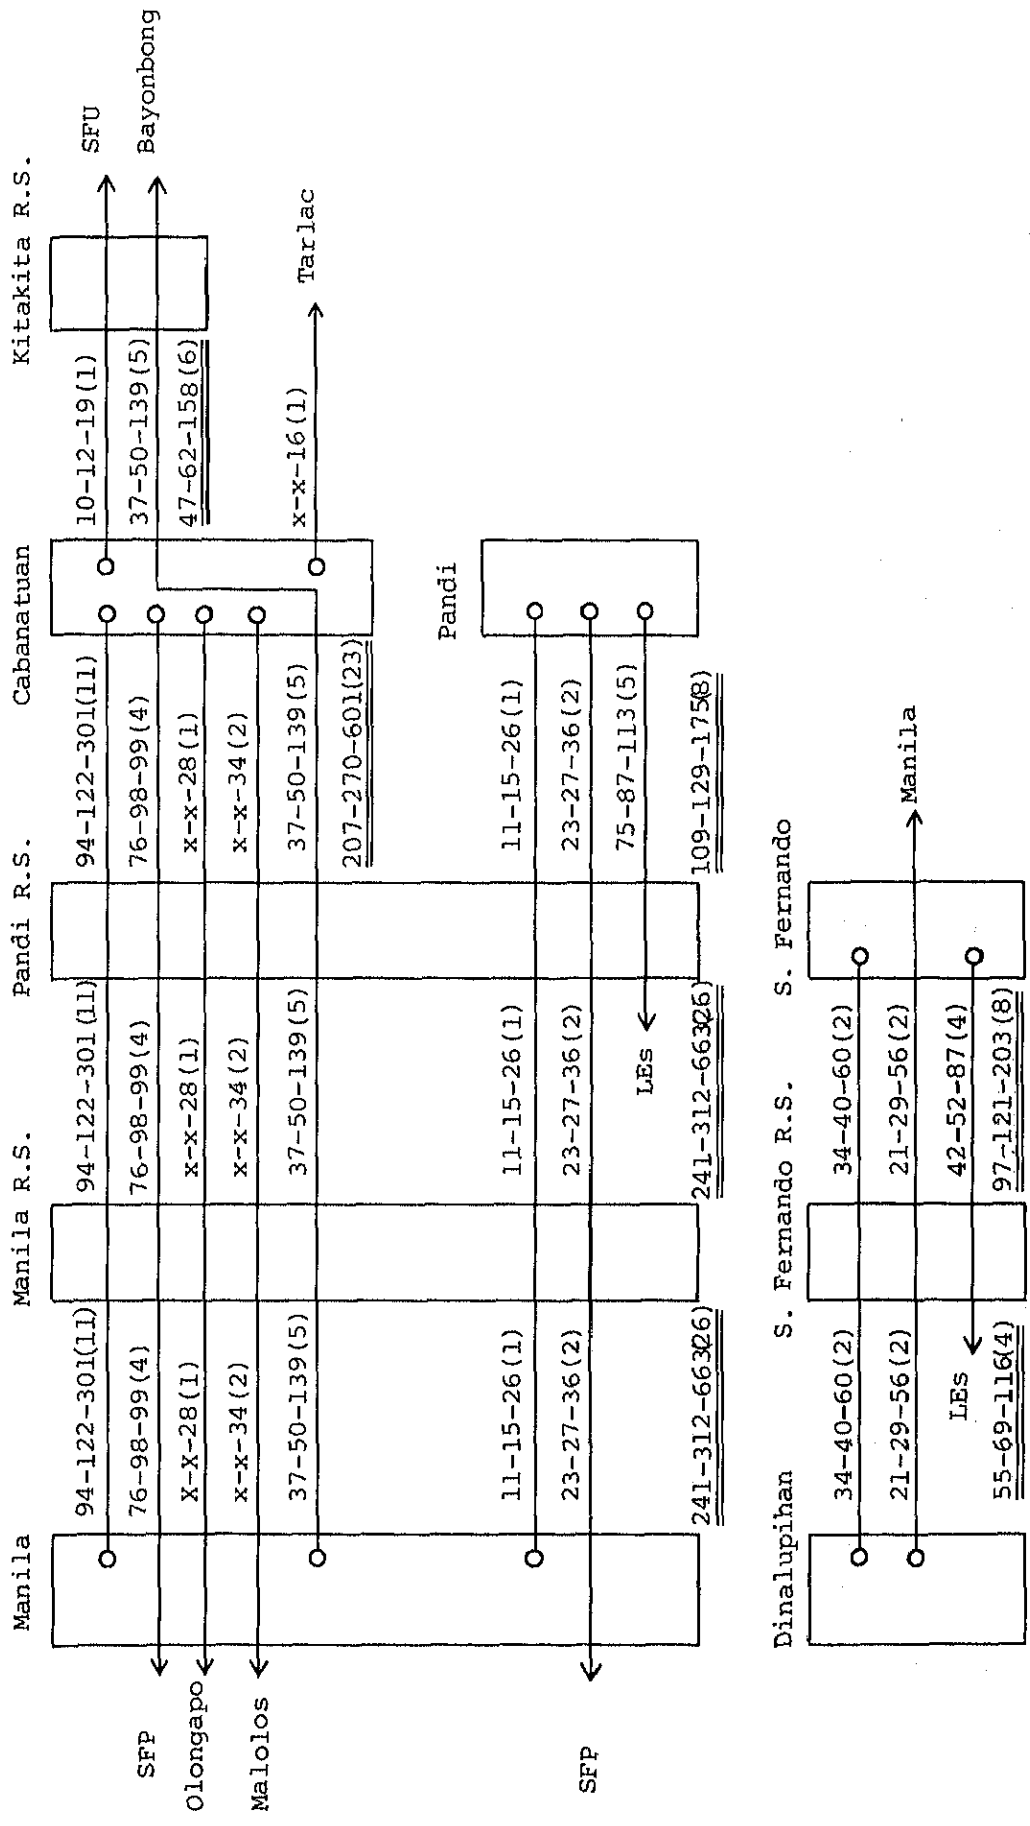 Manila
Manila R.S.
Pandi R.S.
Cabanatuan
Kitakita R.S.
94-122-301(11)
94-122-301(11)
94-122-301(11)
10-12-19(1)
SFU
SFP
76-98-99(4)
76-98-99(4)
76-98-99(4)
37-50-139(5)
Bayonbong
Olongapo
X-X-28(1)
x-x-28(1)
x-x-28(1)
47-62-158(6)
Malolos
x-x-34(2)
x-x-34(2)
x-x-34(2)
37-50-139(5)
37-50-139(5)
37-50-139(5)
x-x-16(1)
Tarlac
207-270-601(23)
Pandi
11-15-26(1)
11-15-26(1)
11-15-26(1)
SFP
23-27-36(2)
23-27-36(2)
23-27-36(2)
LEs
75-87-113(5)
241-312-663(26)
241-312-663(26)
109-129-175(8)
Dinalupihan
S. Fernando R.S.
S. Fernando
34-40-60(2)
34-40-60(2)
21-29-56(2)
21-29-56(2)
Manila
LEs
42-52-87(4)
55-69-116(4)
97-121-203(8)